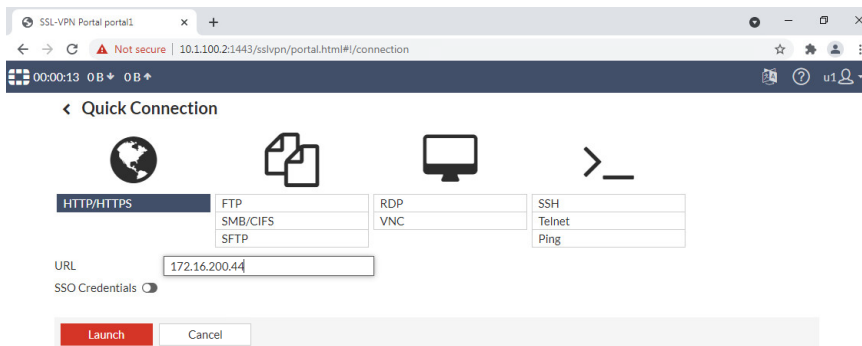 SSL-VPN Portal portal1
Not secure 10.1.100.2:1443/sslvpn/portal.html#!/connection
00:00:13 0 B 0 B u1
Quick Connection
HTTP/HTTPS FTP RDP SSH
SMB/CIFS VNC Telnet
SFTP Ping
URL 172.16.200.44
SSO Credentials
Launch Cancel